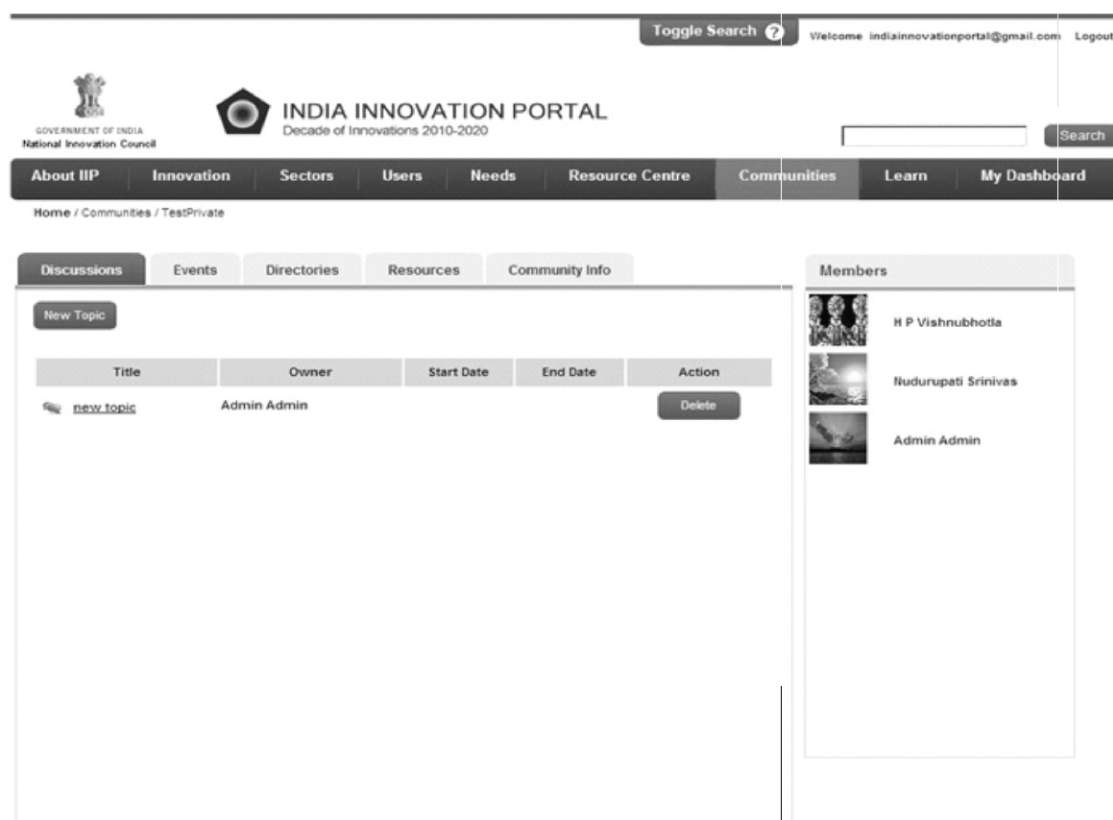 Toggle Search ?
Welcome indiainnovationportal@gmail.com Logout
GOVERNMENT OF INDIA
National Innovation Council
INDIA INNOVATION PORTAL
Decade of Innovations 2010-2020
Search
About IIP Innovation Sectors Users Needs Resource Centre Communities Learn My Dashboard
Home / Communities / TestPrivate
Discussions Events Directories Resources Community Info
New Topic
Title Owner Start Date End Date Action
new topic Admin Admin Delete
Members
H P Vishnubhotla
Nudurupati Srinivas
Admin Admin